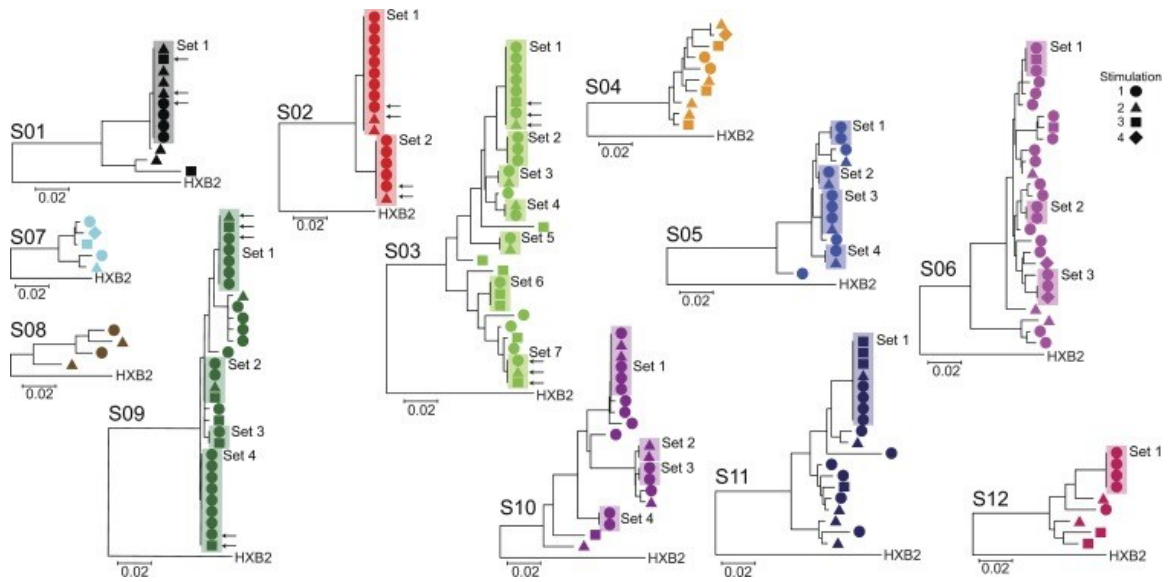 S01
Set 1
HXB2
0.02
S02
Set 1
Set 2
HXB2
0.02
S03
Set 1
Set 2
Set 3
Set 4
Set 5
Set 6
Set 7
HXB2
0.02
S04
HXB2
0.02
S05
Set 1
Set 2
Set 3
Set 4
HXB2
0.02
S06
Set 1
Set 2
Set 3
HXB2
0.02
Stimulation
1
2
3
4
S07
HXB2
0.02
S08
HXB2
0.02
S09
Set 1
Set 2
Set 3
Set 4
HXB2
0.02
S10
Set 1
Set 2
Set 3
Set 4
HXB2
0.02
S11
Set 1
HXB2
0.02
S12
Set 1
HXB2
0.02